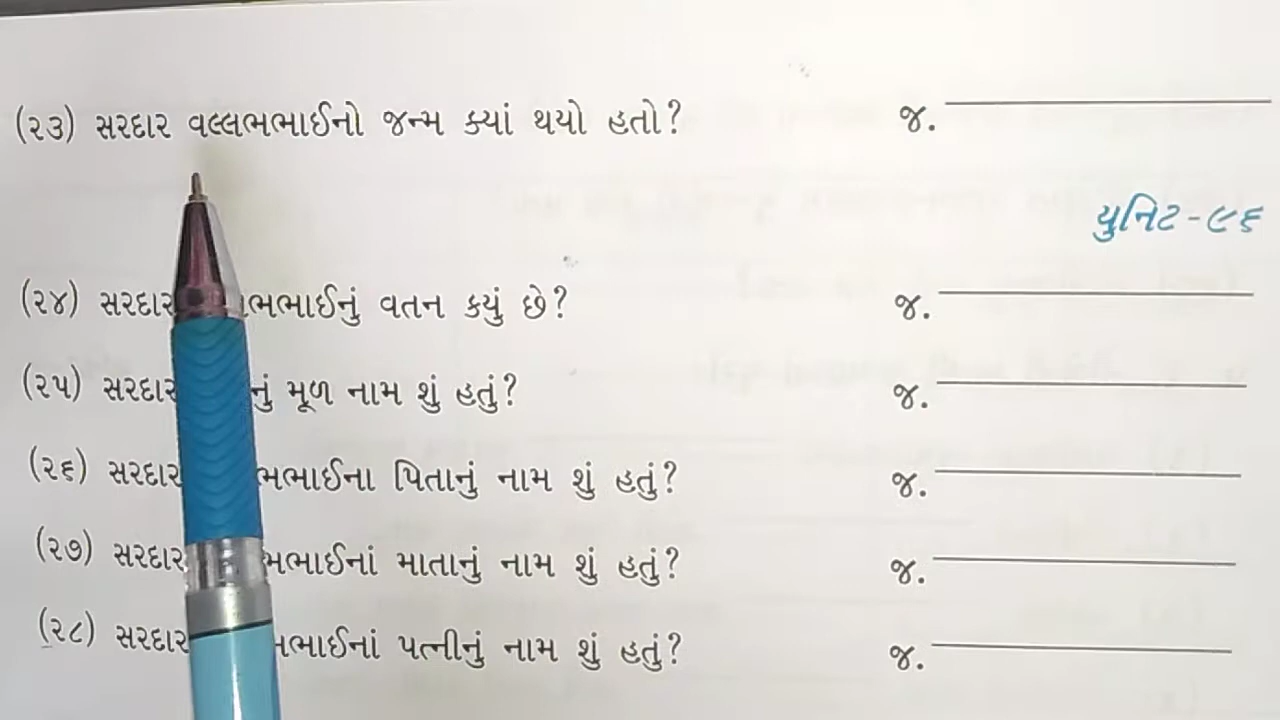 (૨૩) સરદાર વલ્લભભાઈનો જન્મ ક્યાં થયો હતો? જ.
યુનિટ-૯૬
(૨૪) સરદાર ભભાઈનું વતન કયું છે? જ.
(૨૫) સરદાર નું મૂળ નામ શું હતું? જ.
(૨૬) સરદાર ભભાઈના પિતાનું નામ શું હતું? જ.
(૨૭) સરદાર ભભાઈનાં માતાનું નામ શું હતું? જ.
(૨૮) સરદાર ભભાઈનાં પત્નીનું નામ શું હતું? જ.